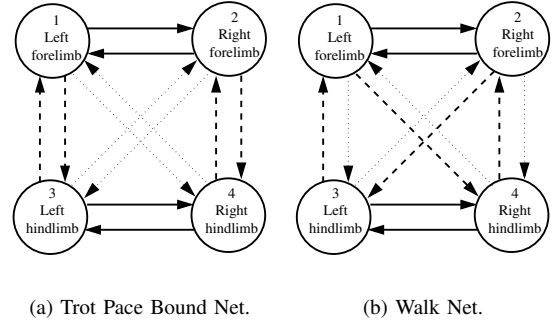 1
Left
forelimb
2
Right
forelimb
3
Left
hindlimb
4
Right
hindlimb
(a) Trot Pace Bound Net.
1
Left
forelimb
2
Right
forelimb
3
Left
hindlimb
4
Right
hindlimb
(b) Walk Net.